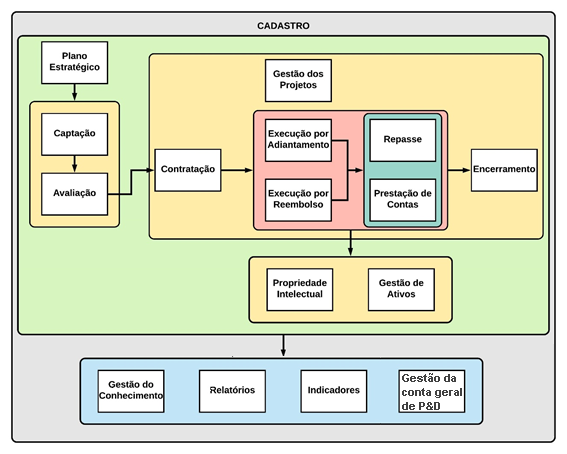 CADASTRO
Plano
Estratégico
Gestão dos
Projetos
Captação
Avaliação
Contratação
Execução por
Adiantamento
Execução por
Reembolso
Repasse
Prestação de
Contas
Encerramento
Propriedade
Intelectual
Gestão de
Ativos
Gestão do
Conhecimento
Relatórios
Indicadores
Gestão da
conta geral
de P&D